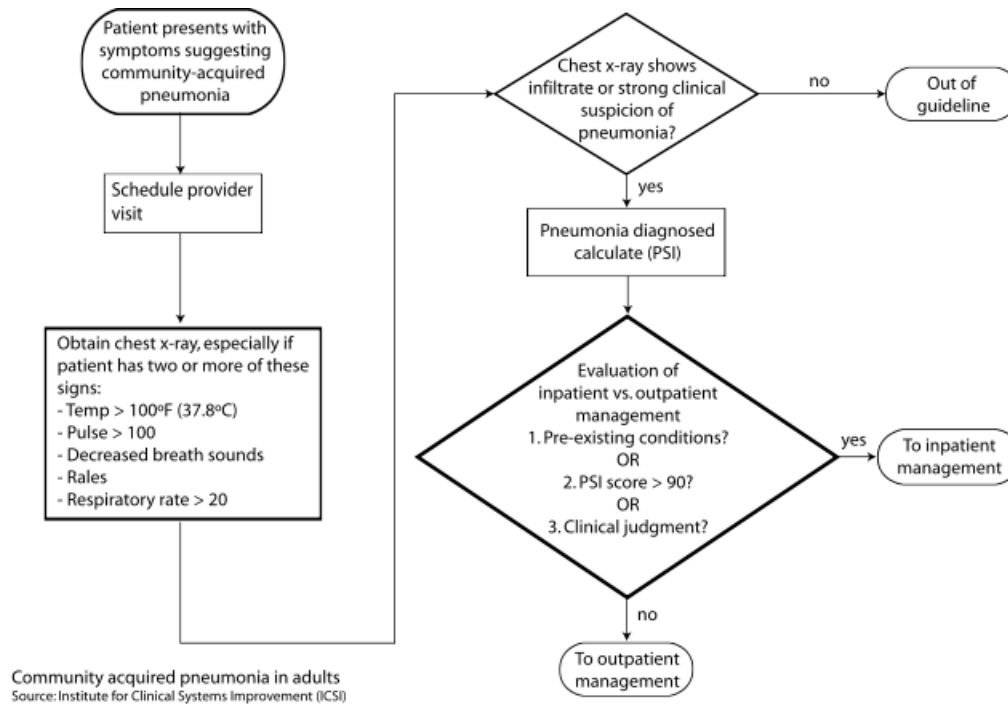 Patient presents with
symptoms suggesting
community-acquired
pneumonia
Schedule provider
visit
Obtain chest x-ray, especially if
patient has two or more of these
signs:
- Temp > 100ºF (37.8ºC)
- Pulse > 100
- Decreased breath sounds
- Rales
- Respiratory rate > 20
Chest x-ray shows
infiltrate or strong clinical
suspicion of
pneumonia?
no
Out of
guideline
yes
Pneumonia diagnosed
calculate (PSI)
Evaluation of
inpatient vs. outpatient
management
1. Pre-existing conditions?
OR
2. PSI score > 90?
OR
3. Clinical judgment?
yes
To inpatient
management
no
To outpatient
management
Community acquired pneumonia in adults
Source: Institute for Clinical Systems Improvement (ICSI)